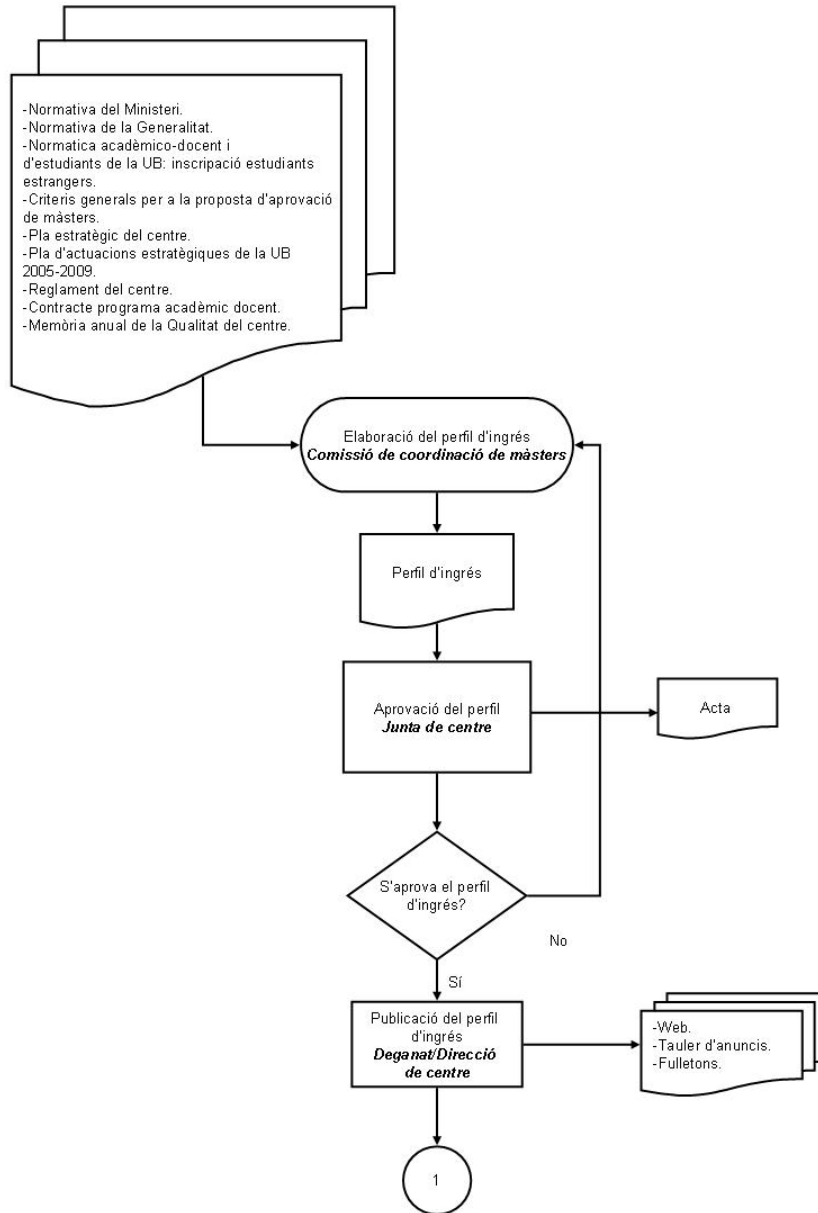 -Normativa del Ministeri.
-Normativa de la Generalitat.
-Normatica acadèmico-docent i
d'estudiants de la UB: inscripació estudiants
estrangers.
-Criteris generals per a la proposta d'aprovació
de màsters.
-Pla estratègic del centre.
-Pla d'actuacions estratègiques de la UB
2005-2009.
-Reglament del centre.
-Contracte programa acadèmic docent.
-Memòria anual de la Qualitat del centre.
Elaboració del perfil d'ingrés
Comissió de coordinació de màsters
Perfil d'ingrés
Aprovació del perfil
Junta de centre
Acta
S'aprova el perfil
d'ingrés?
No
Sí
Publicació del perfil
d'ingrés
Deganat/Direcció
de centre
-Web.
-Tauler d'anuncis.
-Fulletons.
1